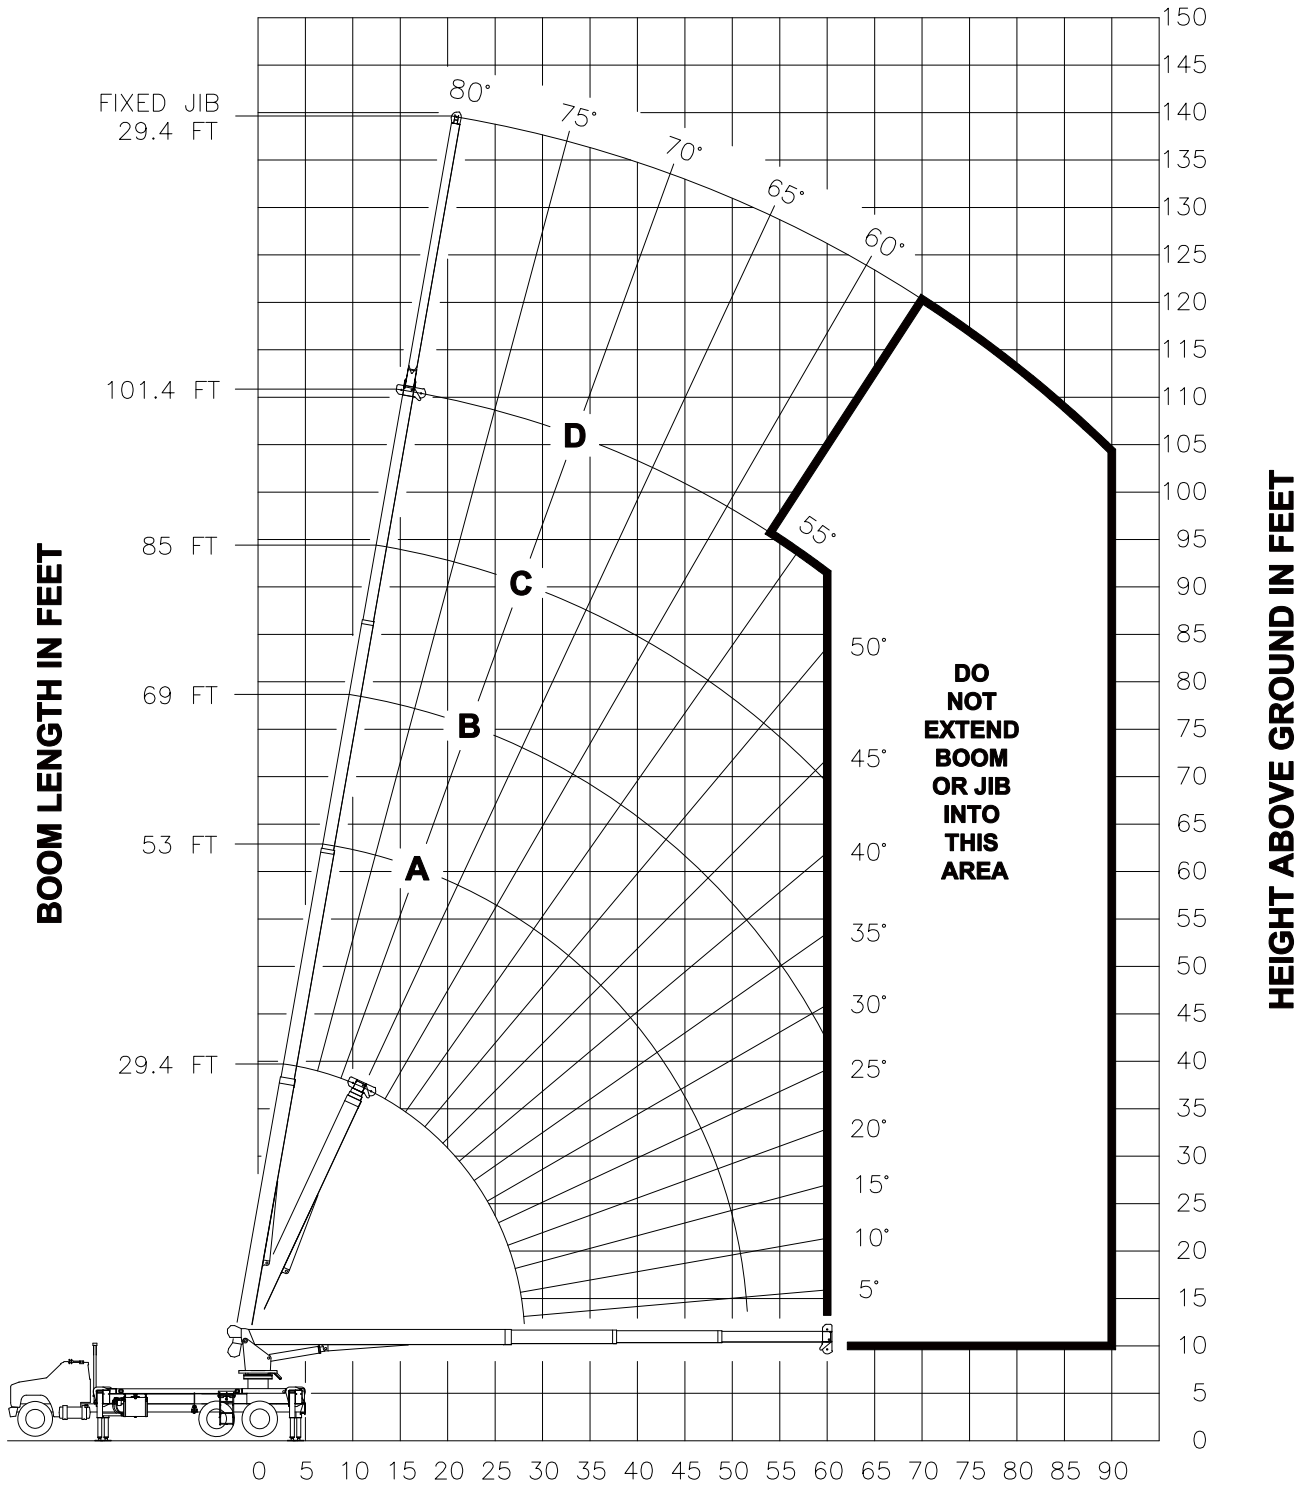 150
145
140
135
130
125
120
115
110
105
100
95
90
85
80
75
70
65
60
55
50
45
40
35
30
25
20
15
10
5
0
FIXED JIB
29.4 FT
101.4 FT
85 FT
69 FT
53 FT
29.4 FT
BOOM LENGTH IN FEET
80°
75°
70°
65°
60°
55°
50°
45°
40°
35°
30°
25°
20°
15°
10°
5°
D
C
B
A
DO
NOT
EXTEND
BOOM
OR JIB
INTO
THIS
AREA
HEIGHT ABOVE GROUND IN FEET
0 5 10 15 20 25 30 35 40 45 50 55 60 65 70 75 80 85 90